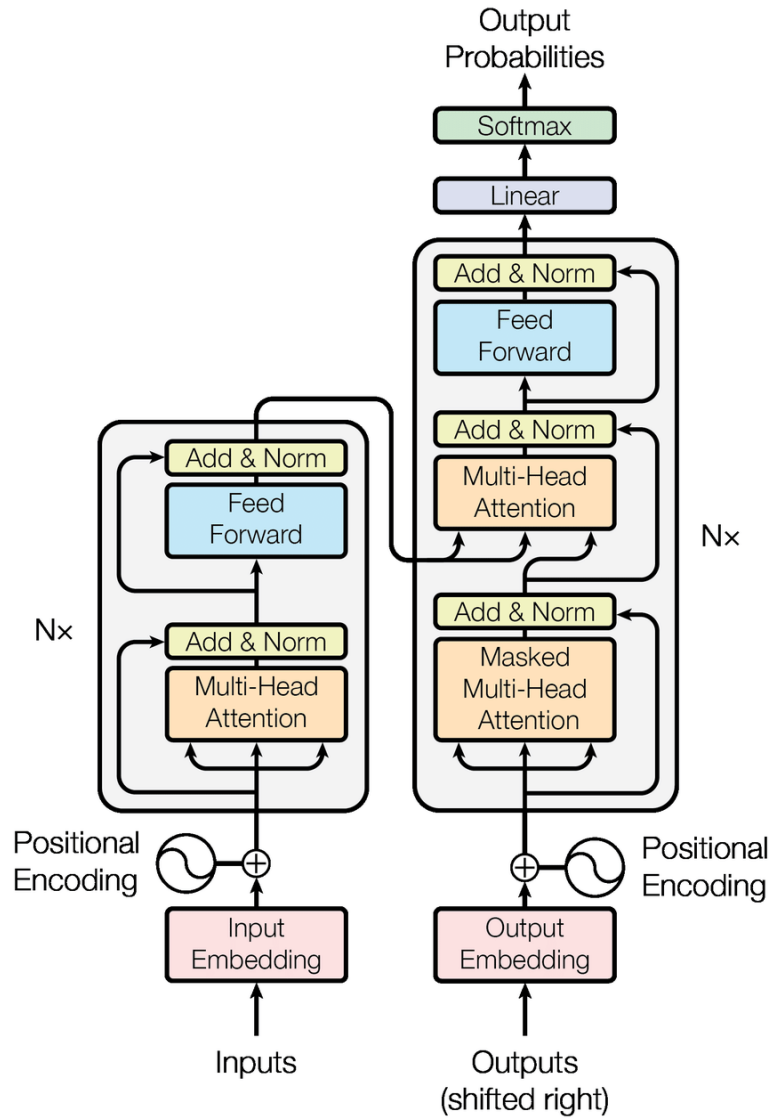 Output
Probabilities
Softmax
Linear
Add & Norm
Feed
Forward
Add & Norm
Multi-Head
Attention
Add & Norm
Masked
Multi-Head
Attention
N×
Add & Norm
Feed
Forward
Add & Norm
Multi-Head
Attention
N×
Positional
Encoding
Positional
Encoding
Input
Embedding
Output
Embedding
Inputs
Outputs
(shifted right)